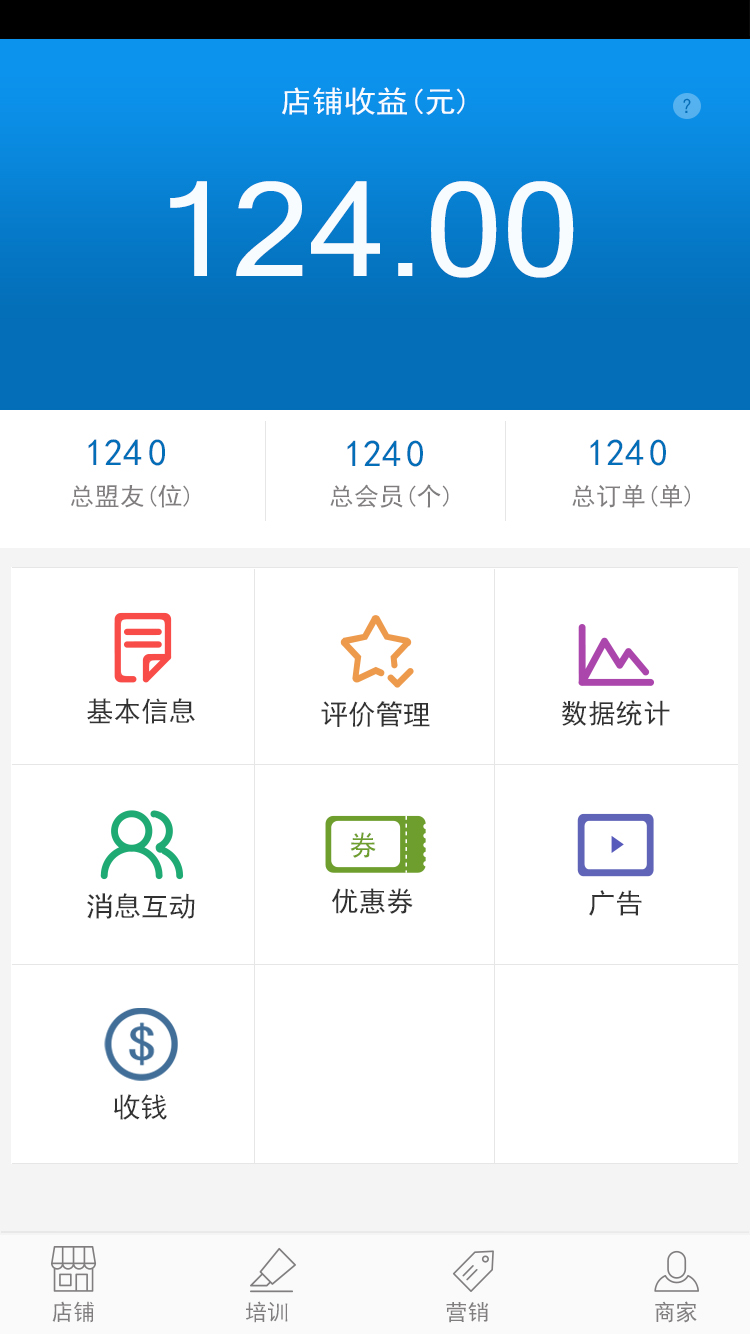 店铺收益(元)
?
124.00
1240 1240 1240
总盟友(位) 总会员(个) 总订单(单)
基本信息 评价管理 数据统计
券
消息互动 优惠券 广告
$
收钱
店铺 培训 营销 商家